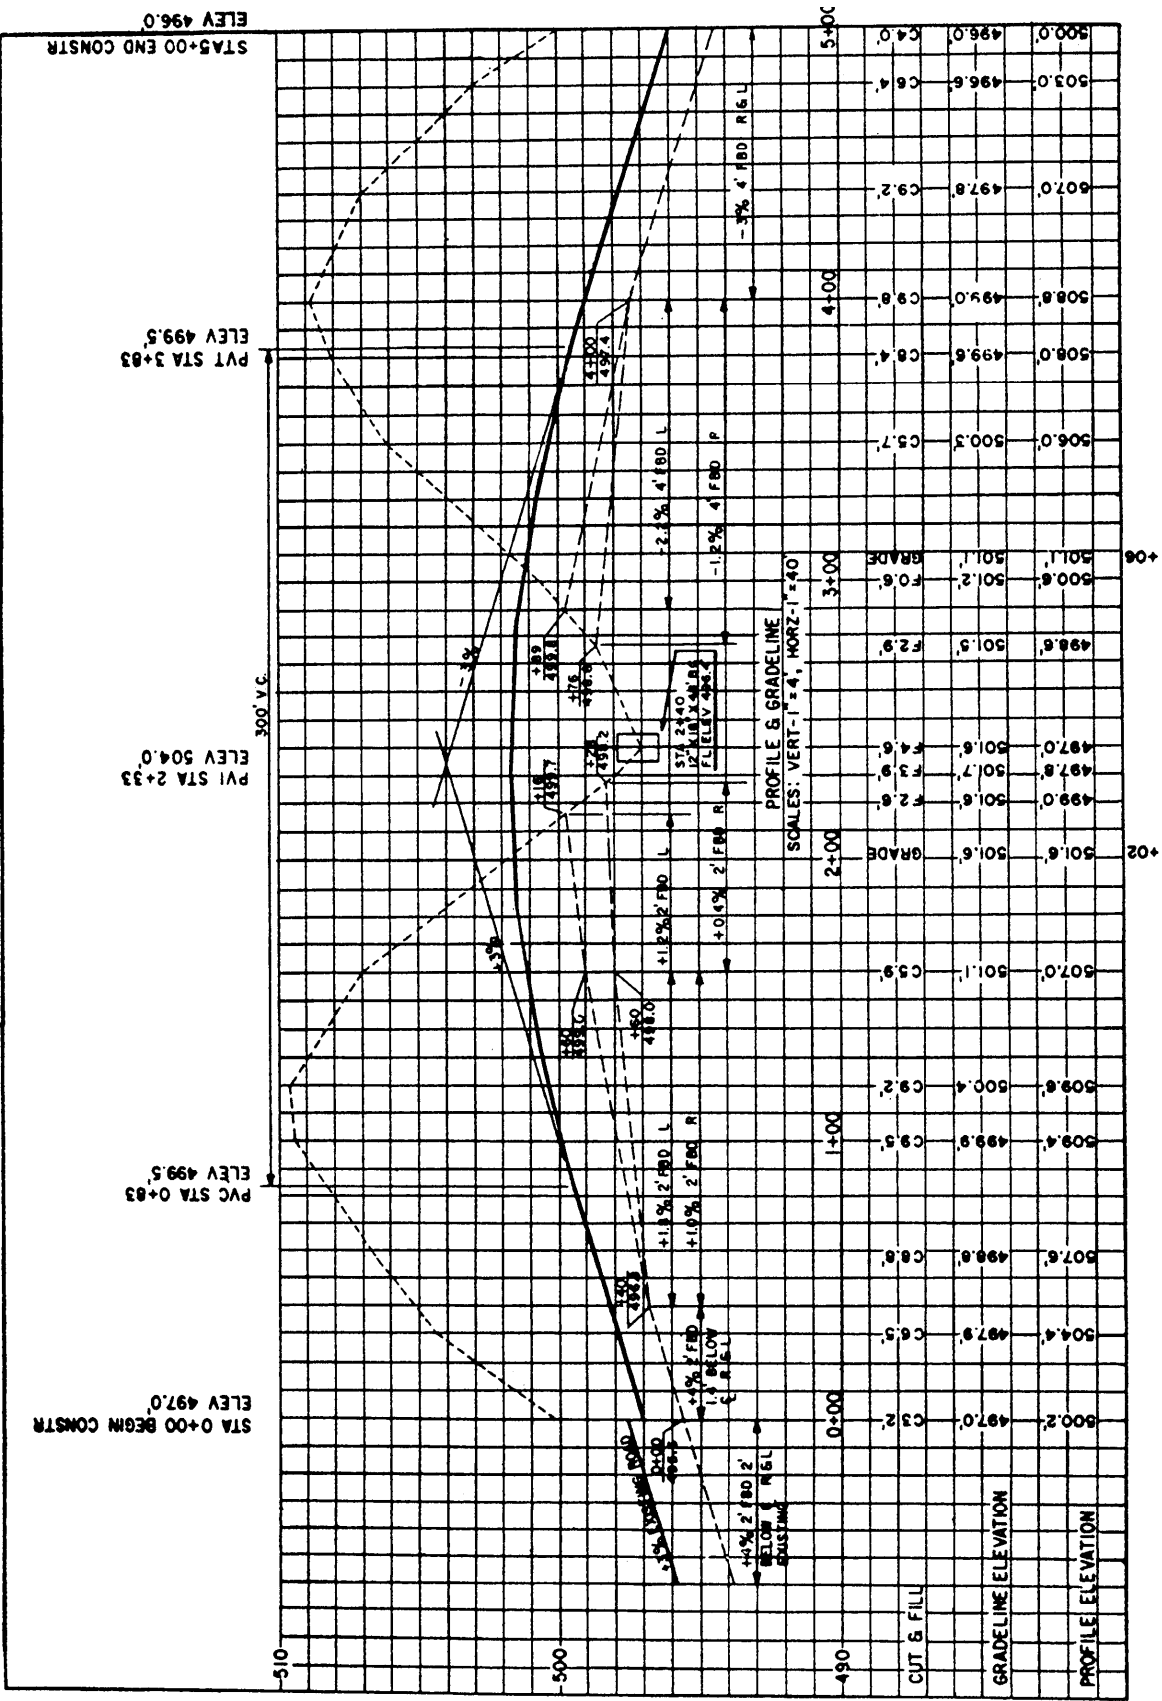 STA 0+00 BEGIN CONSTR
ELEV 497.0'
PVC STA 0+83
ELEV 499.5'
300' V.C.
PVI STA 2+33
ELEV 504.0'
PVT STA 3+83
ELEV 499.5'
STA 5+00 END CONSTR
ELEV 496.0'
510
500
490
+3% EXISTING ROAD
+3%
-3%
0+00
+40
+60
+60
498.0
+18
499.7
498.2
+76
498.8
+89
499.8
4+00
497.4
+4% 2' FBD 2'
BELOW ℄ R & L
EXISTING
+4% 2' FBD
1.4' BELOW
℄ R & L
+1.8% 2' FBD L
+1.0% 2' FBD R
+1.2% 2' FBD L
+0.4% 2' FBD R
STA 2+40
FL ELEV 496.2
-2.2% 4' FBD L
-1.2% 4' FBD R
-3% 4' FBD R & L
PROFILE & GRADELINE
SCALES: VERT-1"=4', HORZ-1"=40'
0+00 1+00 2+00 3+00 4+00 5+00
CUT & FILL C3.2' C6.5' C8.8' C9.5' C9.2' C5.9' GRADE F2.6' F3.9' F4.6' F2.9' F0.6' GRADE C5.7' C8.4' C9.8' C9.2' C6.4' C4.0'
GRADELINE ELEVATION 497.0' 497.9' 498.8' 499.9' 500.4 501.1' 501.6' 501.6' 501.7' 501.6' 501.5' 501.2' 501.1' 500.3 499.6' 499.0' 497.8' 496.6' 496.0'
PROFILE ELEVATION 500.2' 504.4' 507.6' 509.4' 509.6' 507.0' 501.6' 499.0' 497.8' 497.0' 498.6' 500.6' 501.1' 506.0' 508.0' 508.8' 507.0' 503.0' 500.0'
+02 +06